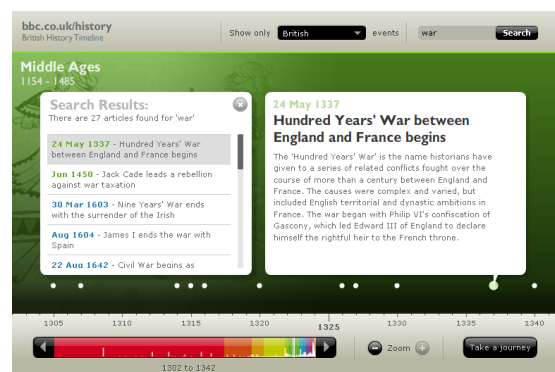 bbc.co.uk/history
British History Timeline
Show only British events war Search
Middle Ages
1154 - 1485
Search Results:
There are 27 articles found for 'war'
24 May 1337 - Hundred Years' War
between England and France begins
Jun 1450 - Jack Cade leads a rebellion
against war taxation
30 Mar 1603 - Nine Years' War ends
with the surrender of the Irish
Aug 1604 - James I ends the war with
Spain
22 Aug 1642 - Civil War begins as
24 May 1337
Hundred Years' War between
England and France begins
The 'Hundred Years' War' is the name historians have
given to a series of related conflicts fought over the
course of more than a century between England and
France. The causes were complex and varied, but
included English territorial and dynastic ambitions in
France. The war began with Philip VI's confiscation of
Gascony, which led Edward III of England to declare
himself the rightful heir to the French throne.
1305 1310 1315 1320 1325 1330 1335 1340
Zoom
Take a journey
1302 to 1342